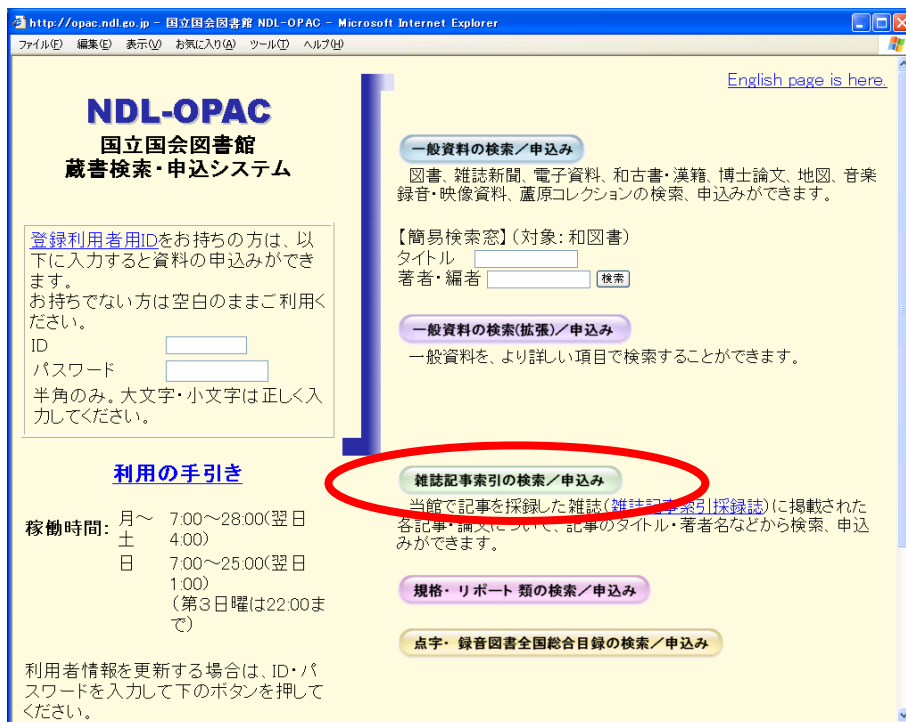 http://opac.ndl.go.jp - 国立国会図書館 NDL-OPAC - Microsoft Internet Explorer
ファイル(F) 編集(E) 表示(V) お気に入り(A) ツール(T) ヘルプ(H)
English page is here.
NDL-OPAC
国立国会図書館
蔵書検索・申込システム
登録利用者用IDをお持ちの方は、以
下に入力すると資料の申込みができ
ます。
お持ちでない方は空白のままご利用く
ださい。
ID
パスワード
半角のみ。大文字・小文字は正しく入
力してください。
利用の手引き
稼働時間: 月~土 7:00~28:00(翌日
4:00)
日 7:00~25:00(翌日
1:00)
(第3日曜は22:00ま
で)
利用者情報を更新する場合は、ID・パ
スワードを入力して下のボタンを押して
ください。
一般資料の検索/申込み
図書、雑誌新聞、電子資料、和古書・漢籍、博士論文、地図、音楽
録音・映像資料、蘆原コレクションの検索、申込みができます。
【簡易検索窓】(対象:和図書)
タイトル
著者・編者 検索
一般資料の検索(拡張)/申込み
一般資料を、より詳しい項目で検索することができます。
雑誌記事索引の検索/申込み
当館で記事を採録した雑誌(雑誌記事索引採録誌)に掲載された
各記事・論文について、記事のタイトル・著者名などから検索、申込
みができます。
規格・リポート類の検索/申込み
点字・録音図書全国総合目録の検索/申込み